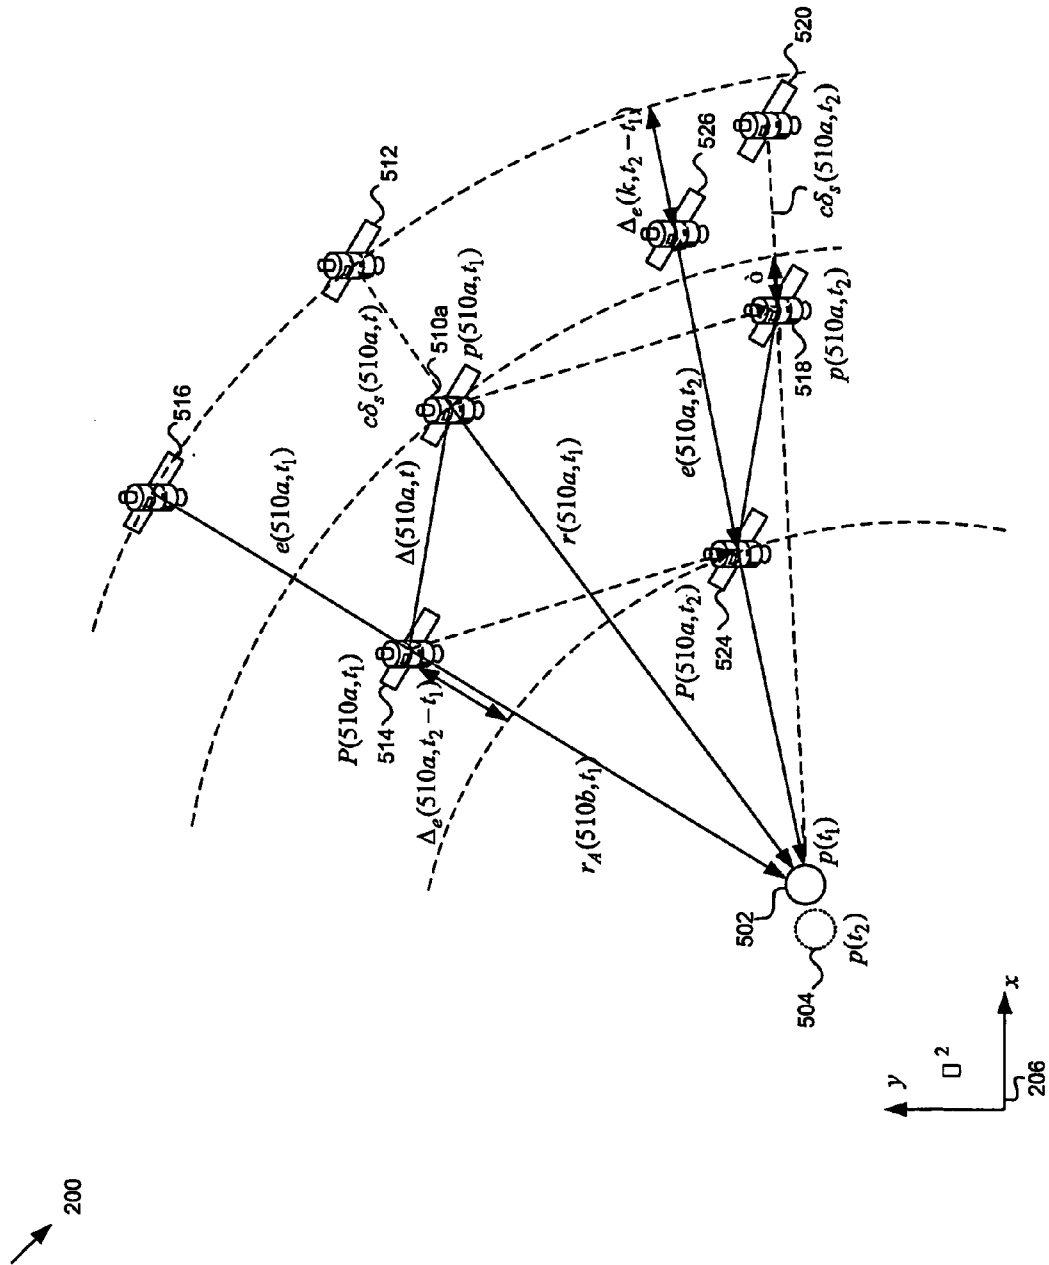 520
cδₛ(510a,t₂)
Δₑ(k,t₂−t₁)
526
512
ò
p(510a,t₂)
518
510a
p(510a,t₁)
cδₛ(510a,t)
516
e(510a,t₂)
e(510a,t₁)
Δ(510a,t)
r(510a,t₁)
P(510a,t₂)
524
P(510a,t₁)
514
Δₑ(510a,t₂−t₁)
r_A(510b,t₁)
p(t₁)
502
p(t₂)
504
x
y
□²
206
200